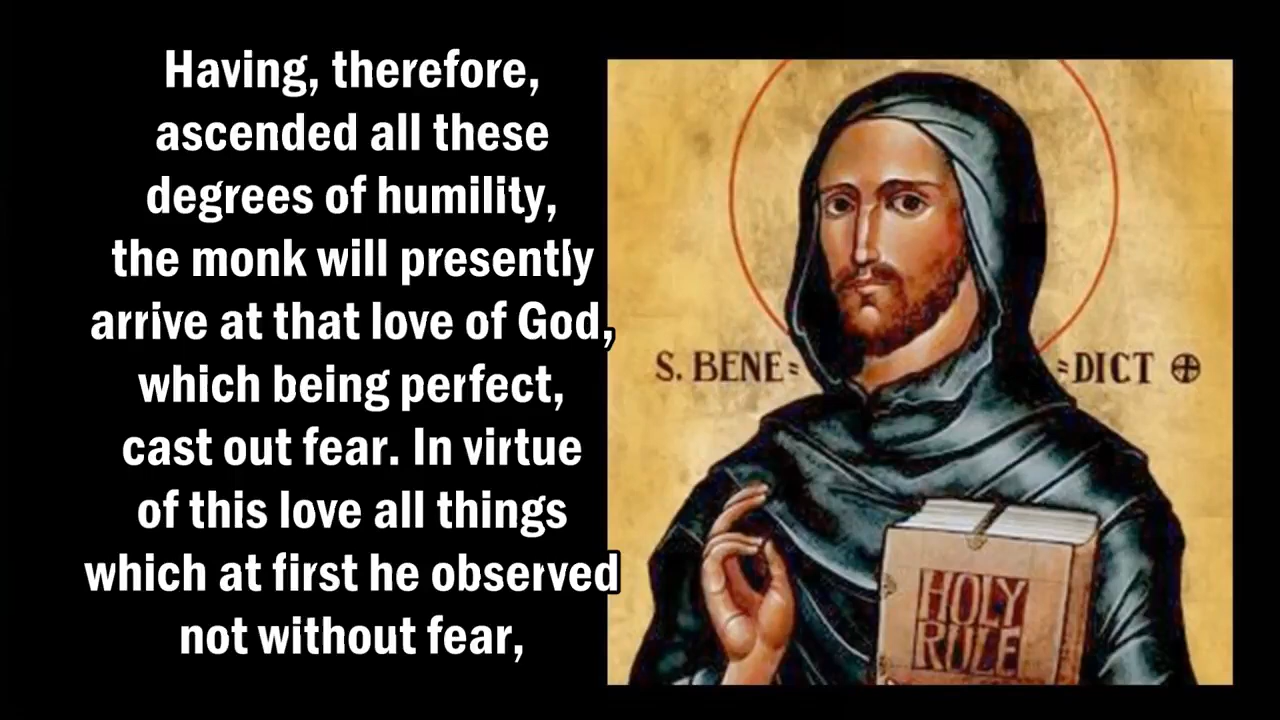 Having, therefore,
ascended all these
degrees of humility,
the monk will presently
arrive at that love of God,
which being perfect,
cast out fear. In virtue
of this love all things
which at first he observed
not without fear,
S. BENE=
=DICT
HOLY
RULE